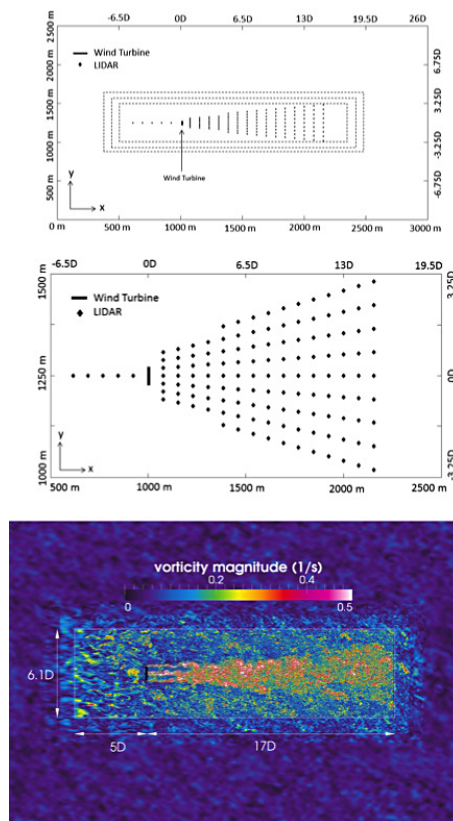 -6.5D 0D 6.5D 13D 19.5D 26D
2500 m
Wind Turbine
LIDAR
2000 m
6.75D
1500 m
3.25D
1000 m
-3.25D
Wind Turbine
500 m
-6.75D
y
x
0 m 500 m 1000 m 1500 m 2000 m 2500 m 3000 m
-6.5D 0D 6.5D 13D 19.5D
1500 m
3.25D
Wind Turbine
LIDAR
1250 m
0D
y
x
1000 m
-3.25D
500 m 1000 m 1500 m 2000 m 2500 m
vorticity magnitude (1/s)
0.2 0.4
0 0.5
6.1D
5D 17D